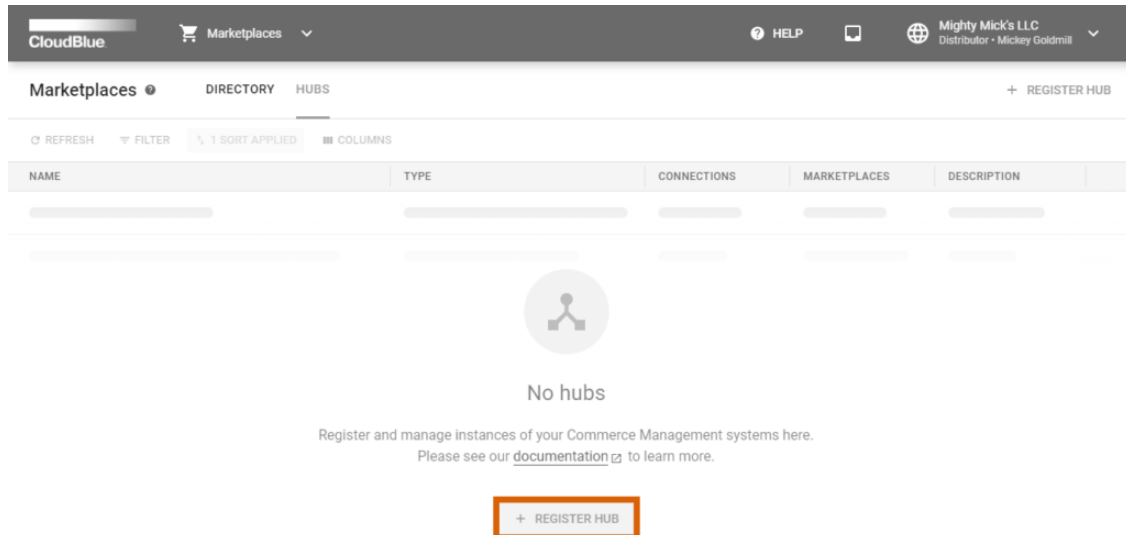 CloudBlue
Marketplaces
HELP
Mighty Mick's LLC
Distributor • Mickey Goldmill
Marketplaces
DIRECTORY
HUBS
+ REGISTER HUB
REFRESH
FILTER
1 SORT APPLIED
COLUMNS
NAME
TYPE
CONNECTIONS
MARKETPLACES
DESCRIPTION
No hubs
Register and manage instances of your Commerce Management systems here.
Please see our documentation to learn more.
+ REGISTER HUB